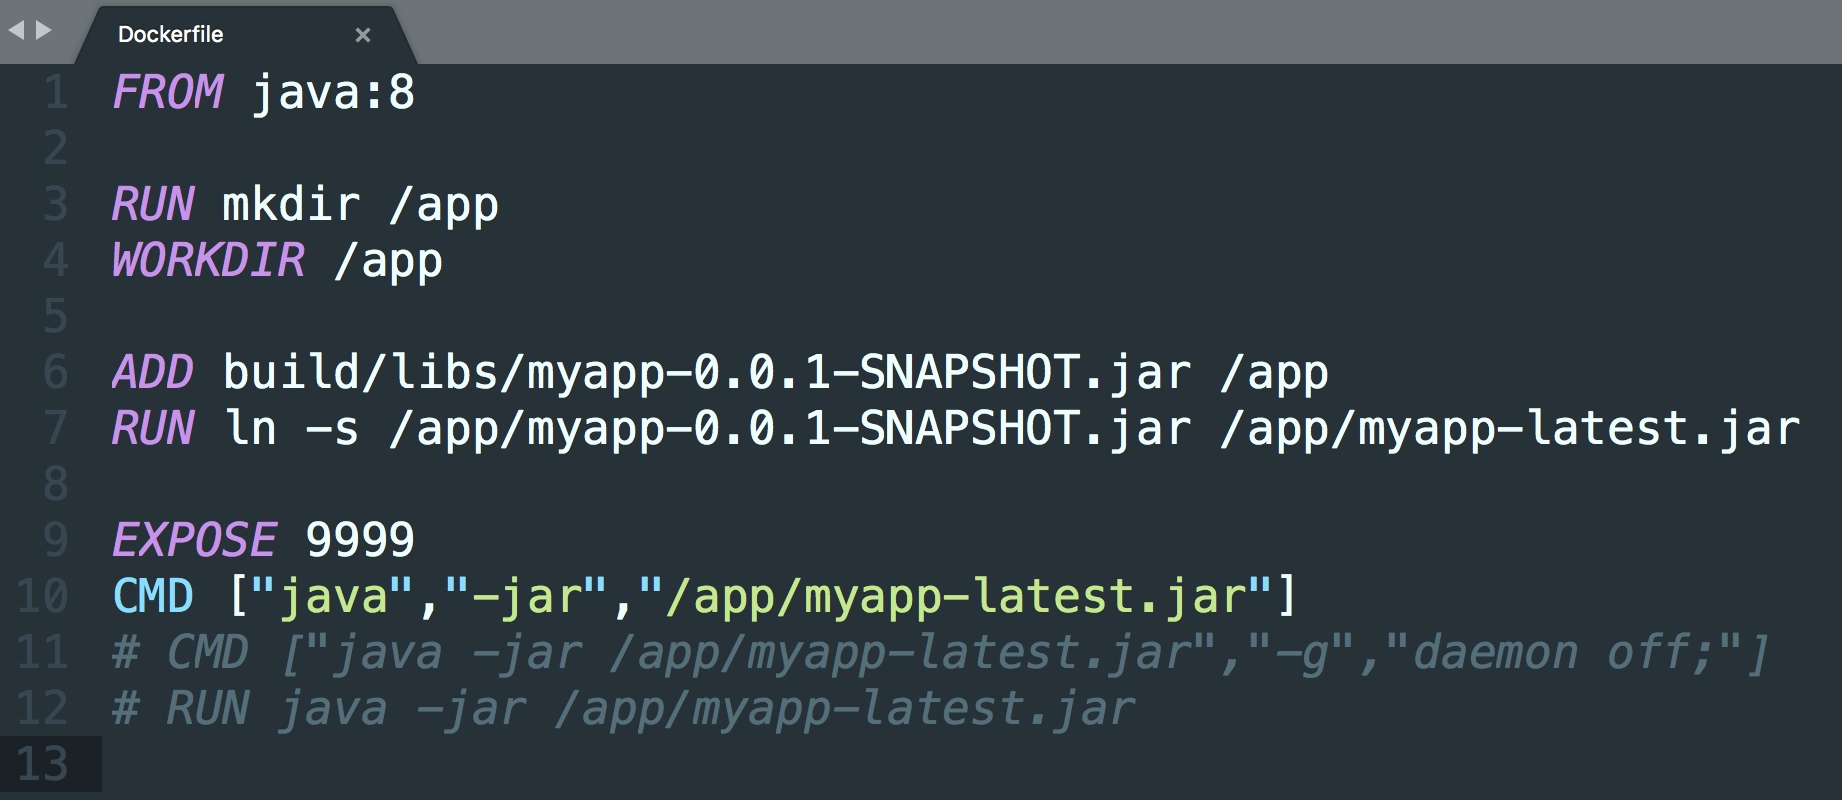 Dockerfile ×
1 FROM java:8
2
3 RUN mkdir /app
4 WORKDIR /app
5
6 ADD build/libs/myapp-0.0.1-SNAPSHOT.jar /app
7 RUN ln -s /app/myapp-0.0.1-SNAPSHOT.jar /app/myapp-latest.jar
8
9 EXPOSE 9999
10 CMD ["java","-jar","/app/myapp-latest.jar"]
11 # CMD ["java -jar /app/myapp-latest.jar","-g","daemon off;"]
12 # RUN java -jar /app/myapp-latest.jar
13